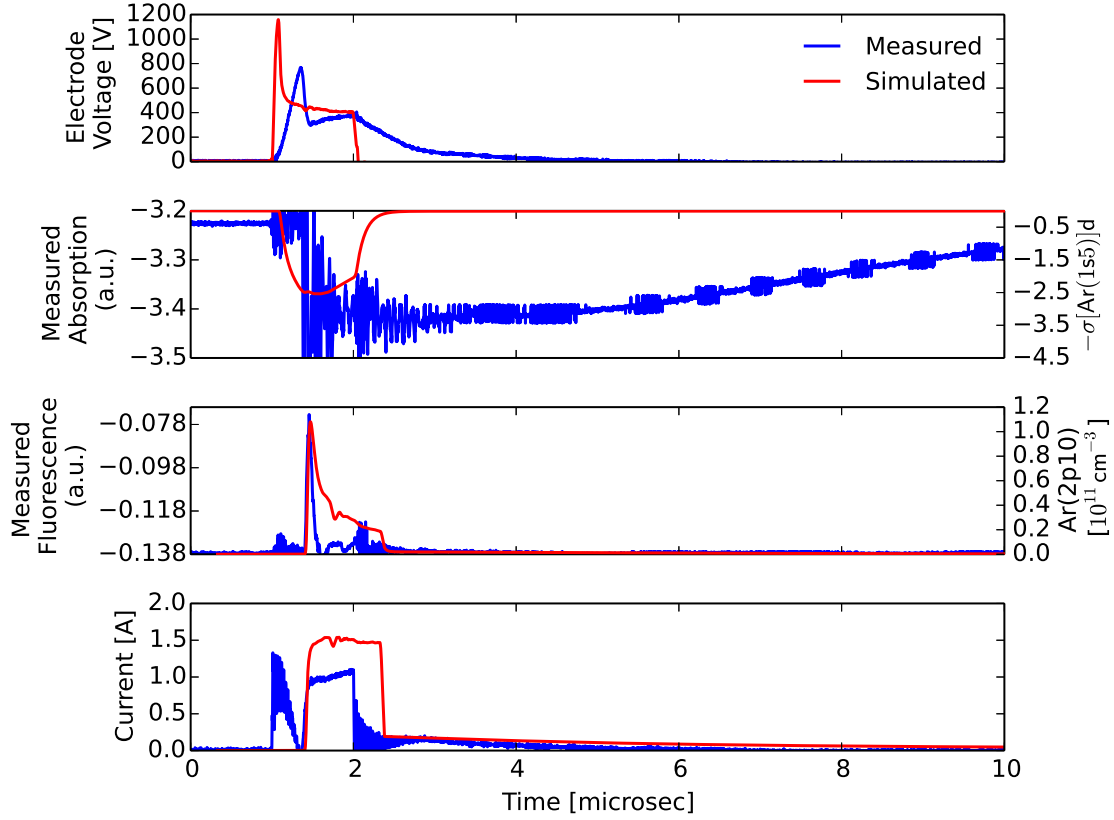 Electrode
Voltage [V]
1200
1000
800
600
400
200
0
Measured
Simulated
Measured
Absorption
(a.u.)
−3.2
−3.3
−3.4
−3.5
−0.5
−1.5
−2.5
−3.5
−4.5
−σ[Ar(1s5)]d
Measured
Fluorescence
(a.u.)
−0.078
−0.098
−0.118
−0.138
1.2
1.0
0.8
0.6
0.4
0.2
0.0
Ar(2p10)
[10¹¹ cm⁻³]
Current [A]
2.0
1.5
1.0
0.5
0.0
0 2 4 6 8 10
Time [microsec]